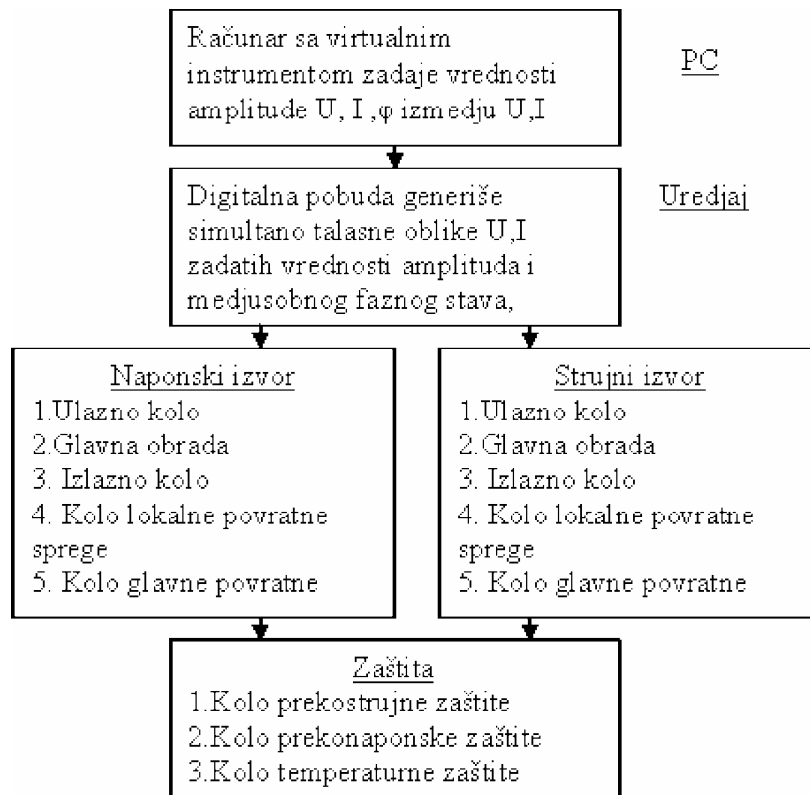 Računar sa virtualnim
instrumentom zadaje vrednosti
amplitude U, I ,φ izmedju U,I
PC
Digitalna pobuda generiše
simultano talasne oblike U,I
zadatih vrednosti amplituda i
medjusobnog faznog stava,
Uredjaj
Naponski izvor
1.Ulazno kolo
2.Glavna obrada
3. Izlazno kolo
4. Kolo lokalne povratne
sprege
5. Kolo glavne povratne
Strujni izvor
1.Ulazno kolo
2.Glavna obrada
3. Izlazno kolo
4. Kolo lokalne povratne
sprege
5. Kolo glavne povratne
Zaštita
1.Kolo prekostrujne zaštite
2.Kolo prekonaponske zaštite
3.Kolo temperaturne zaštite